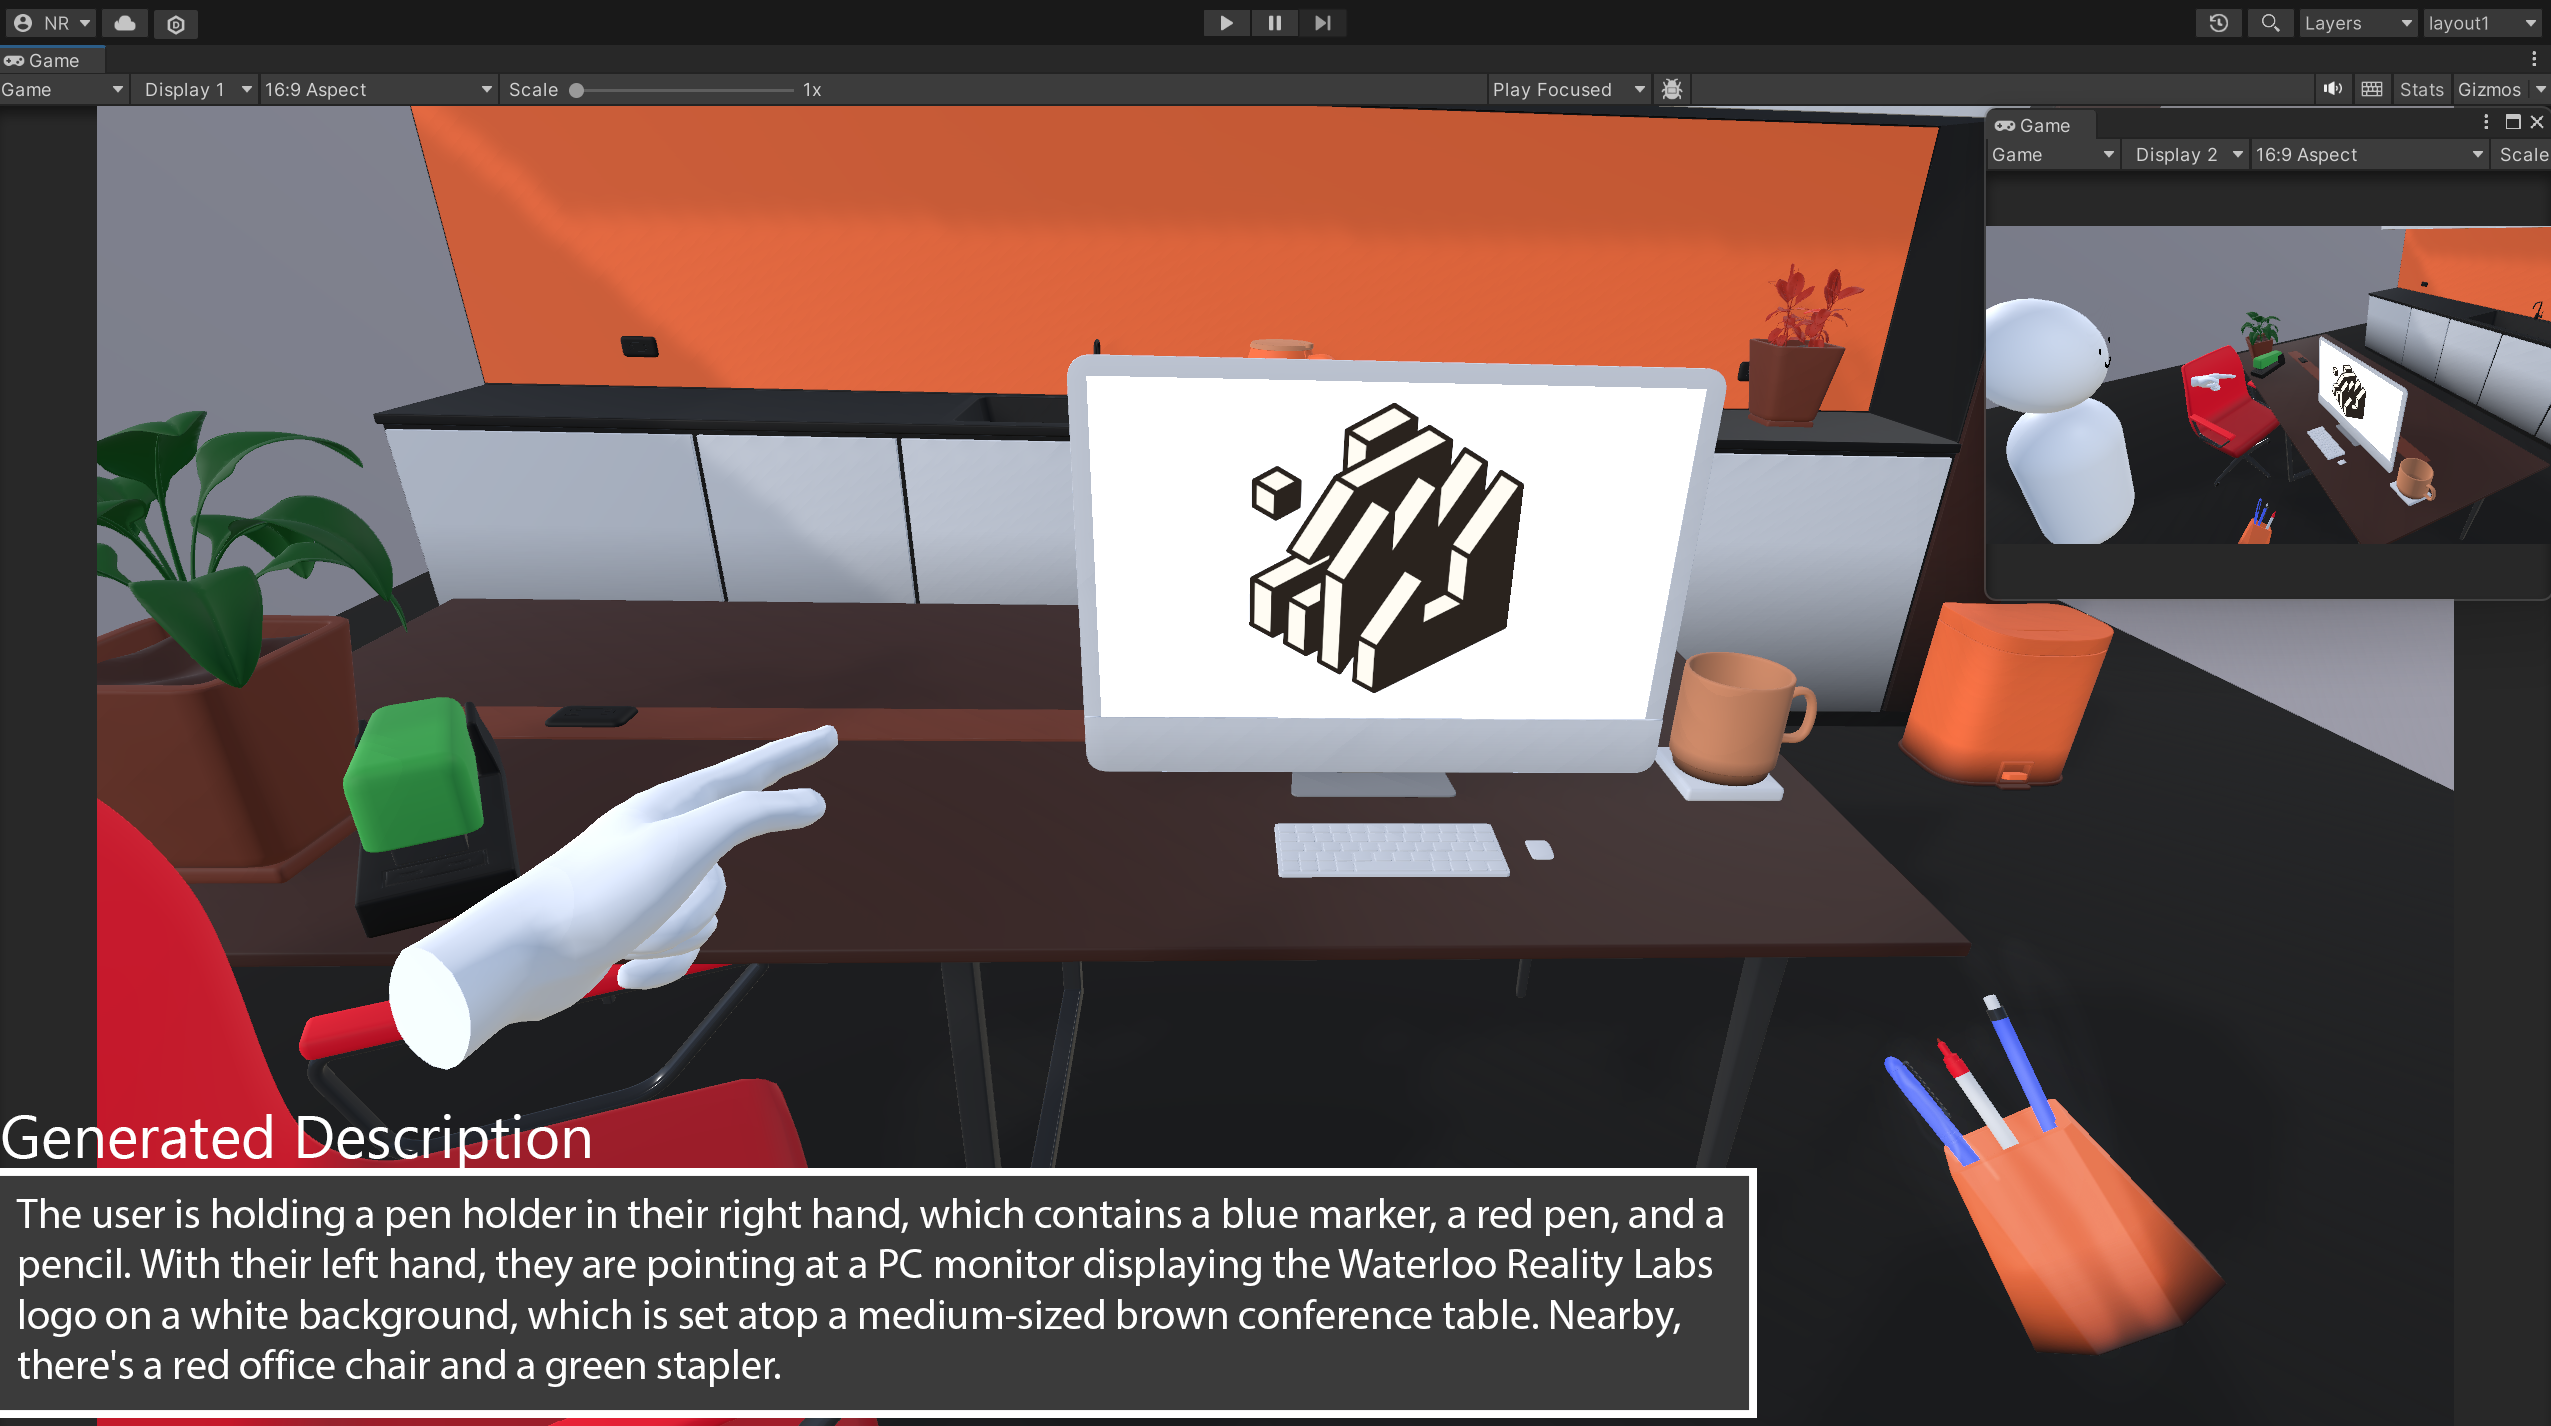 NR
Layers
layout1
Game
Game
Display 1
16:9 Aspect
Scale
1x
Play Focused
Stats
Gizmos
Game
Game
Display 2
16:9 Aspect
Scale
Generated Description
The user is holding a pen holder in their right hand, which contains a blue marker, a red pen, and a
pencil. With their left hand, they are pointing at a PC monitor displaying the Waterloo Reality Labs
logo on a white background, which is set atop a medium-sized brown conference table. Nearby,
there's a red office chair and a green stapler.